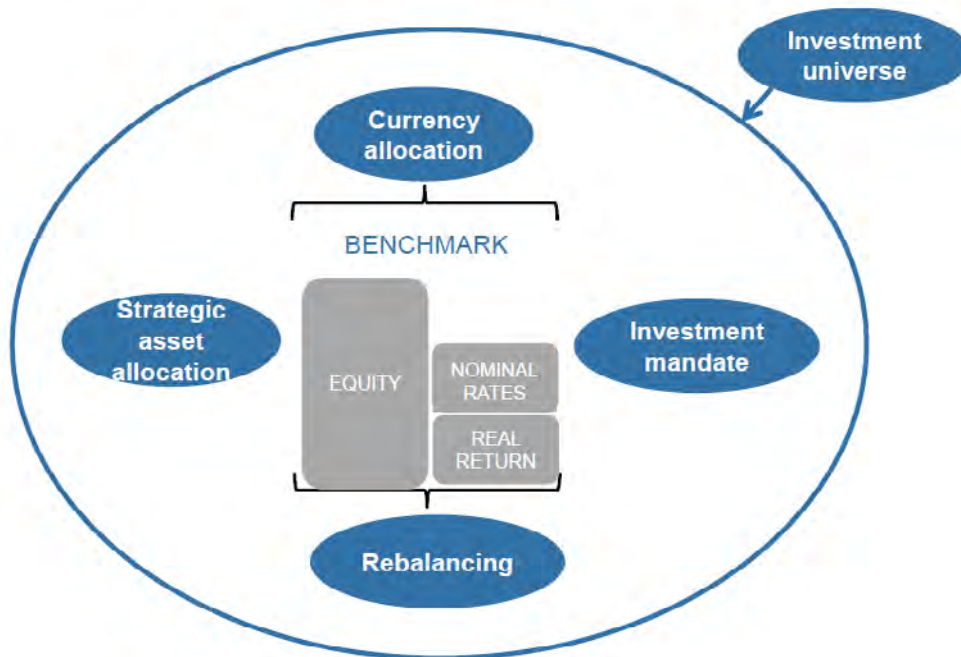 Investment
universe
Currency
allocation
BENCHMARK
Strategic
asset
allocation
EQUITY
NOMINAL
RATES
REAL
RETURN
Investment
mandate
Rebalancing